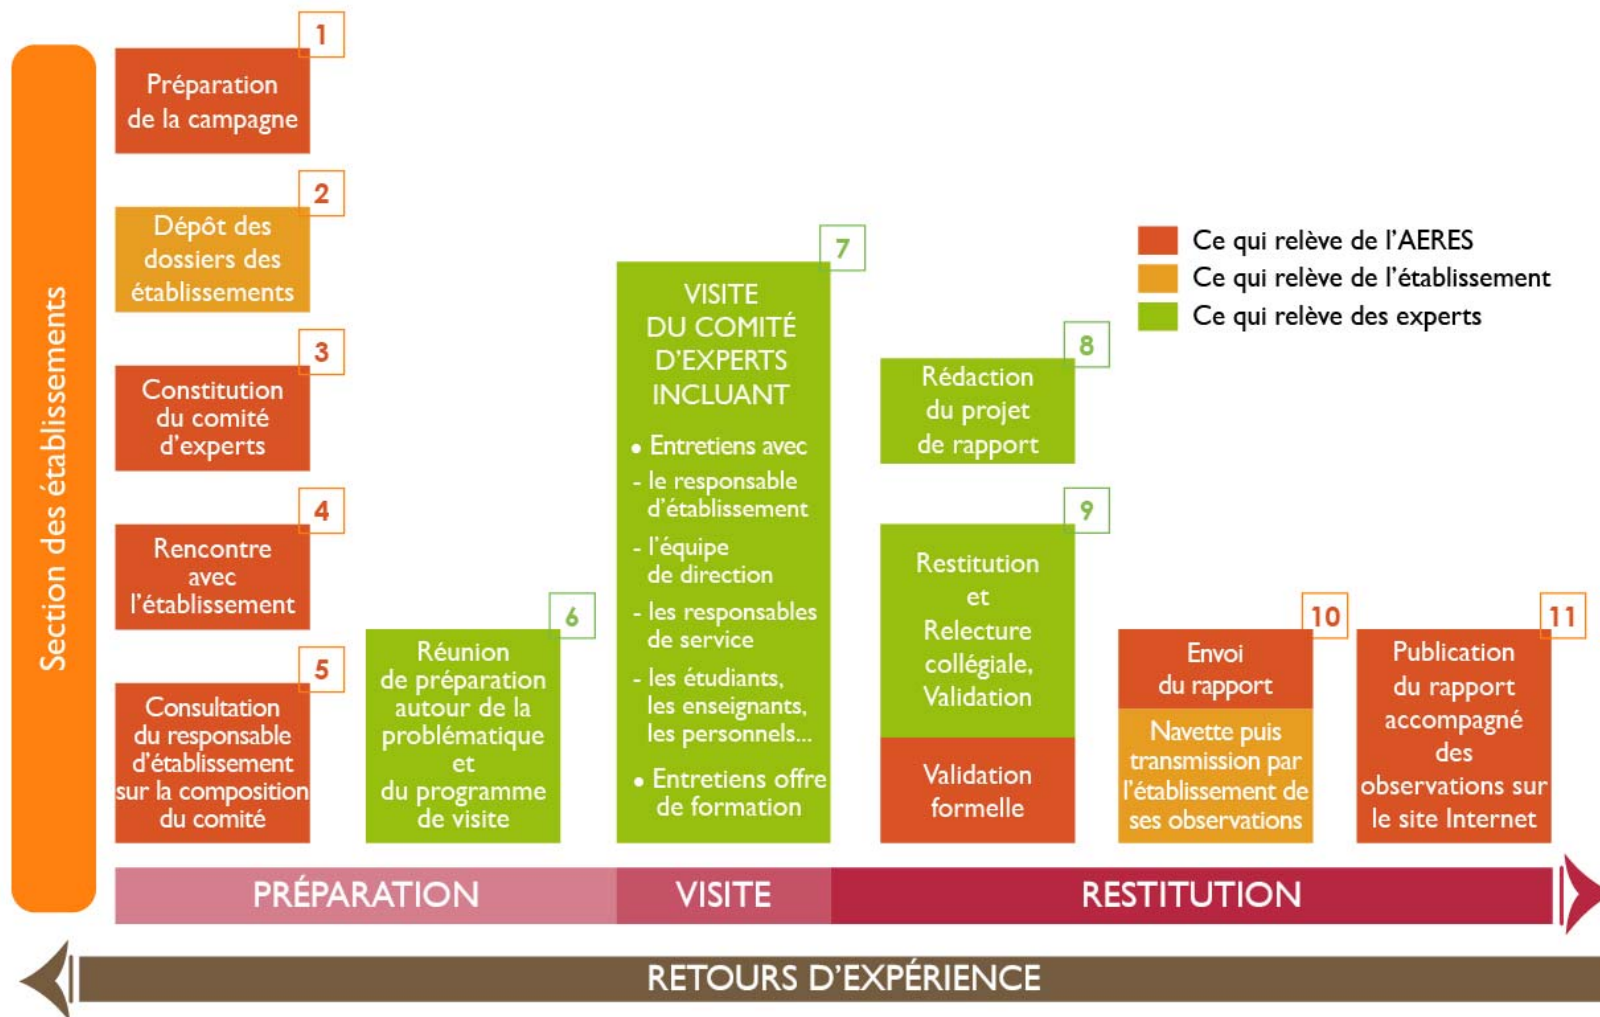 Section des établissements
1
Préparation
de la campagne
2
Dépôt des
dossiers des
établissements
3
Constitution
du comité
d'experts
4
Rencontre
avec
l'établissement
5
Consultation
du responsable
d'établissement
sur la composition
du comité
6
Réunion
de préparation
autour de la
problématique
et
du programme
de visite
7
VISITE
DU COMITÉ
D'EXPERTS
INCLUANT
• Entretiens avec
- le responsable
d'établissement
- l'équipe
de direction
- les responsables
de service
- les étudiants,
les enseignants,
les personnels...
• Entretiens offre
de formation
8
Rédaction
du projet
de rapport
9
Restitution
et
Relecture
collégiale,
Validation
Validation
formelle
10
Envoi
du rapport
Navette puis
transmission par
l'établissement de
ses observations
11
Publication
du rapport
accompagné
des
observations sur
le site Internet
Ce qui relève de l'AERES
Ce qui relève de l'établissement
Ce qui relève des experts
PRÉPARATION
VISITE
RESTITUTION
RETOURS D'EXPÉRIENCE